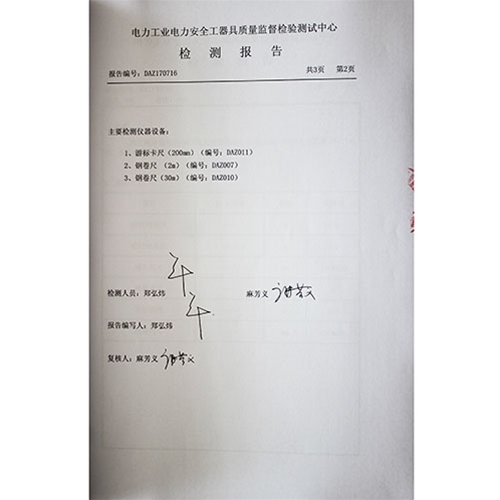 电力工业电力安全工器具质量监督检验测试中心
检 测 报 告
报告编号:DAZ170716 共3页 第2页
主要检测仪器设备:
1、游标卡尺(200mm)(编号:DAZ011)
2、钢卷尺 (2m)(编号:DAZ007)
3、钢卷尺(30m)(编号:DAZ010)
检测人员:郑弘炜 麻芳义
报告编写人:郑弘炜
复核人:麻芳义